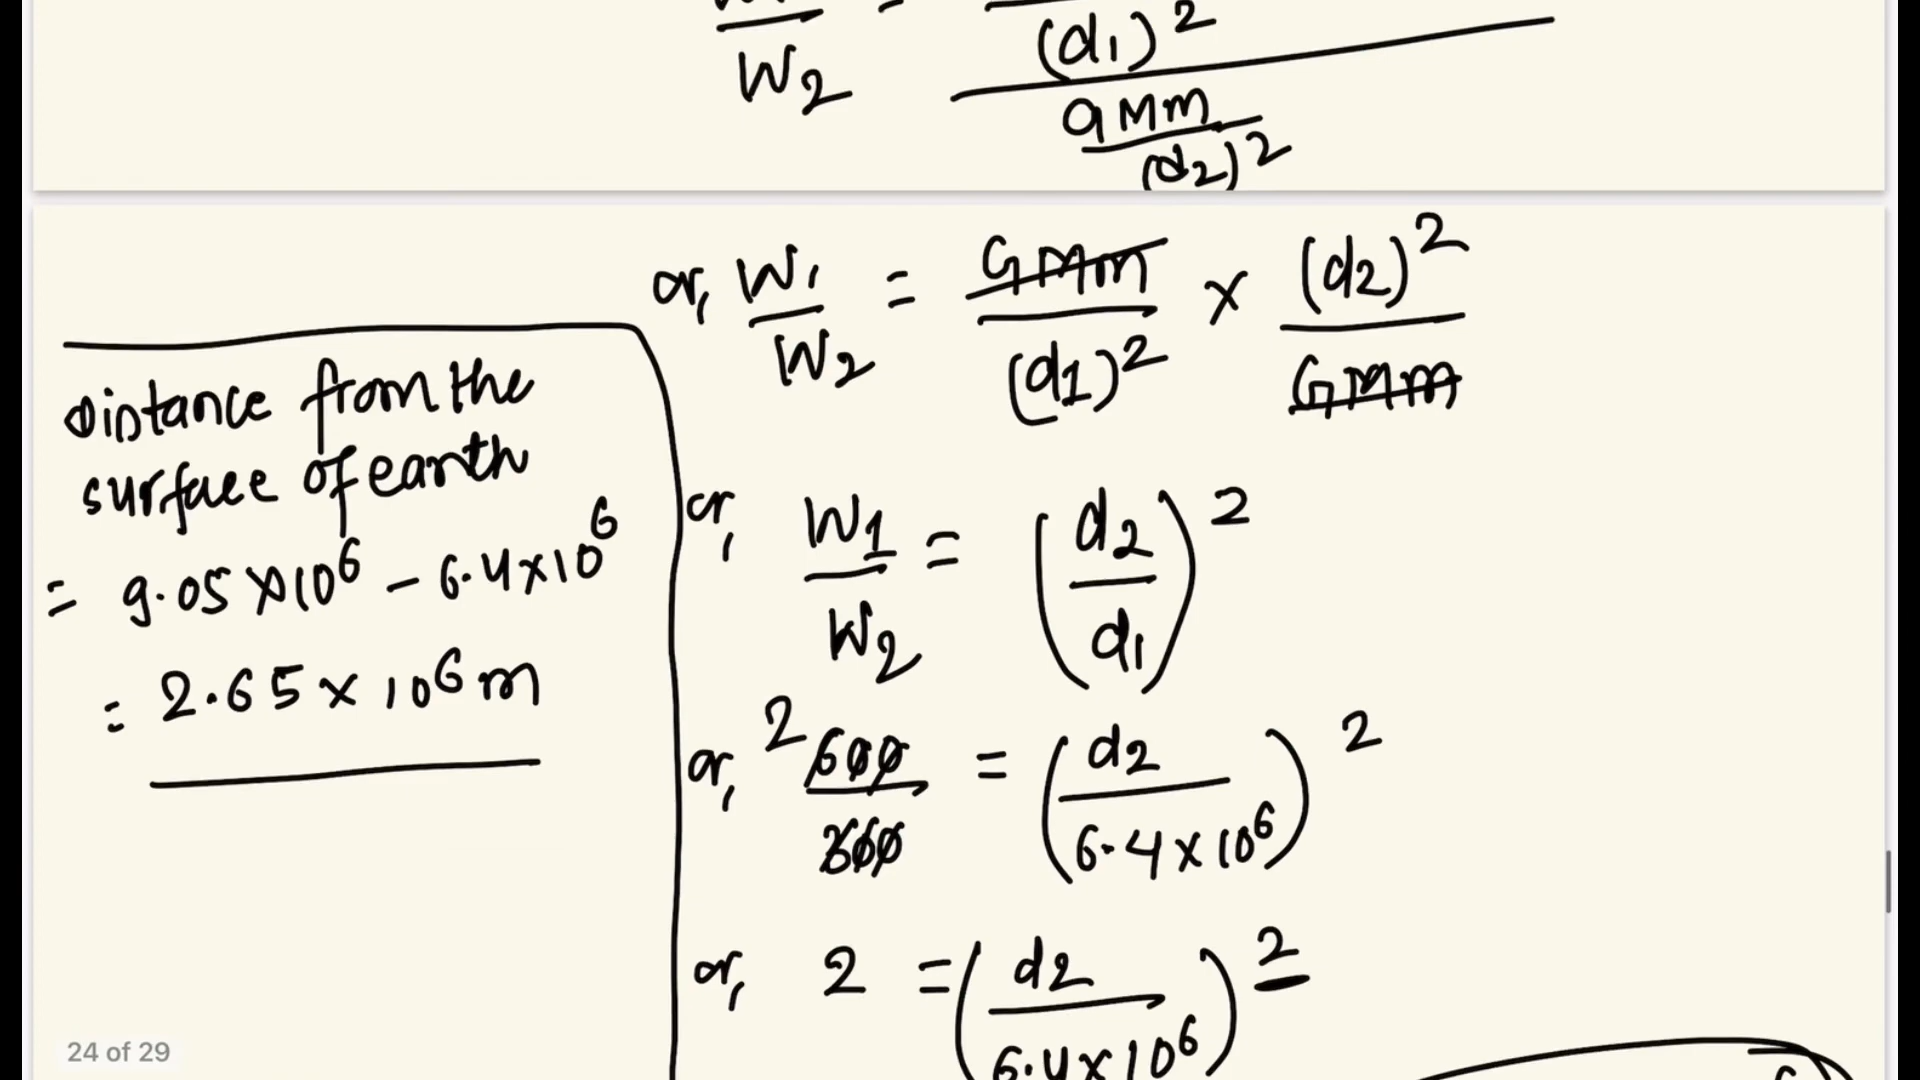 W2 = (d1)²
GMm
(d2)²
or, W1/W2 = GMm/(d1)² × (d2)²/GMm
Distance from the
surface of earth
= 9.05×10⁶ − 6.4×10⁶
= 2.65×10⁶ m
or, W1/W2 = (d2/d1)²
or, 2 600/300 = (d2/6.4×10⁶)²
or, 2 = (d2/6.4×10⁶)²
24 of 29